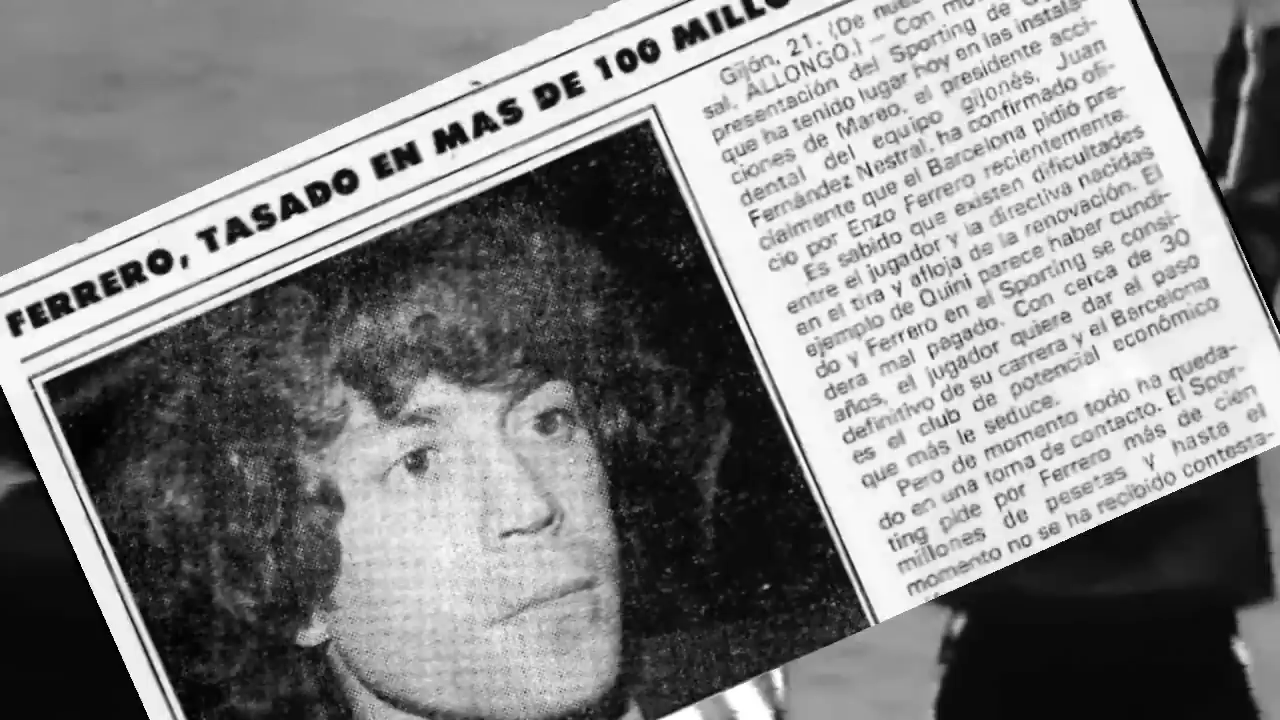 FERRERO, TASADO EN MAS DE 100 MILLO
Gijón, 21. (De nues
sal, ALLONGO.) — Con mo
presentación del Sporting de
que ha tenido lugar hoy en las instala-
ciones de Mareo, el presidente acci-
dental del equipo gijonés, Juan
Fernández Nestral, ha confirmado ofi-
cialmente que el Barcelona pidió pre-
cio por Enzo Ferrero recientemente.
Es sabido que existen dificultades
entre el jugador y la directiva nacidas
en el tira y afloja de la renovación. El
ejemplo de Quini parece haber cundi-
do y Ferrero en el Sporting se consi-
dera mal pagado. Con cerca de 30
años, el jugador quiere dar el paso
definitivo de su carrera y el Barcelona
es el club de potencial económico
que más le seduce.
Pero de momento todo ha queda-
do en una toma de contacto. El Spor-
ting pide por Ferrero más de cien
millones de pesetas y hasta el
momento no se ha recibido contesta-